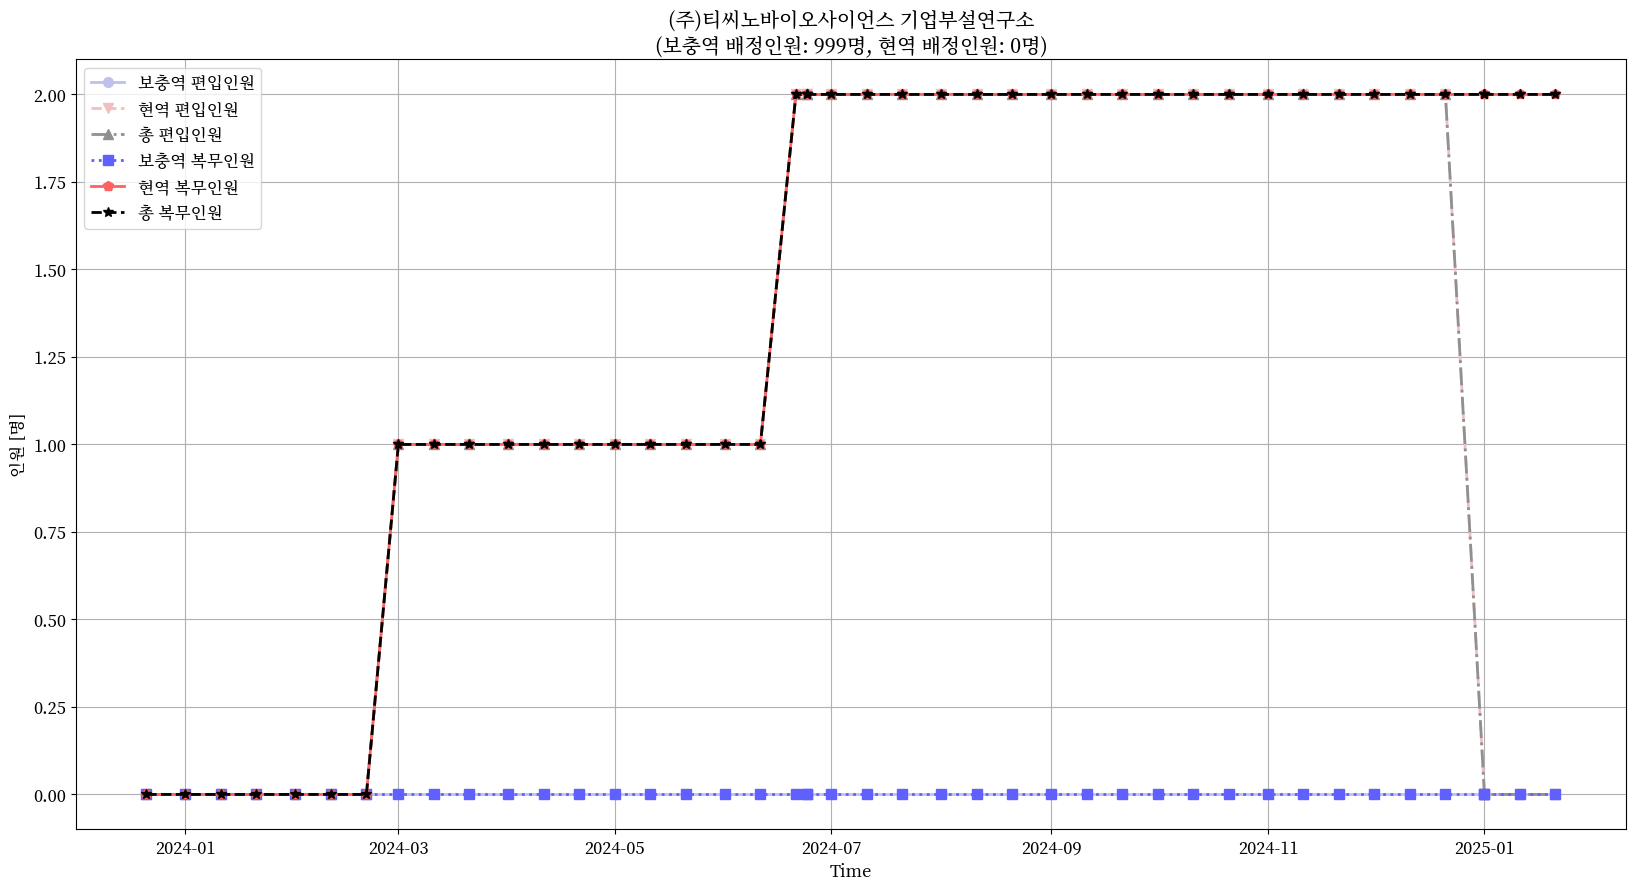 (주)티씨노바이오사이언스 기업부설연구소
(보충역 배정인원: 999명, 현역 배정인원: 0명)
보충역 편입인원
현역 편입인원
총 편입인원
보충역 복무인원
현역 복무인원
총 복무인원
2.00
1.75
1.50
1.25
1.00
0.75
0.50
0.25
0.00
인원 [명]
2024-01
2024-03
2024-05
2024-07
2024-09
2024-11
2025-01
Time